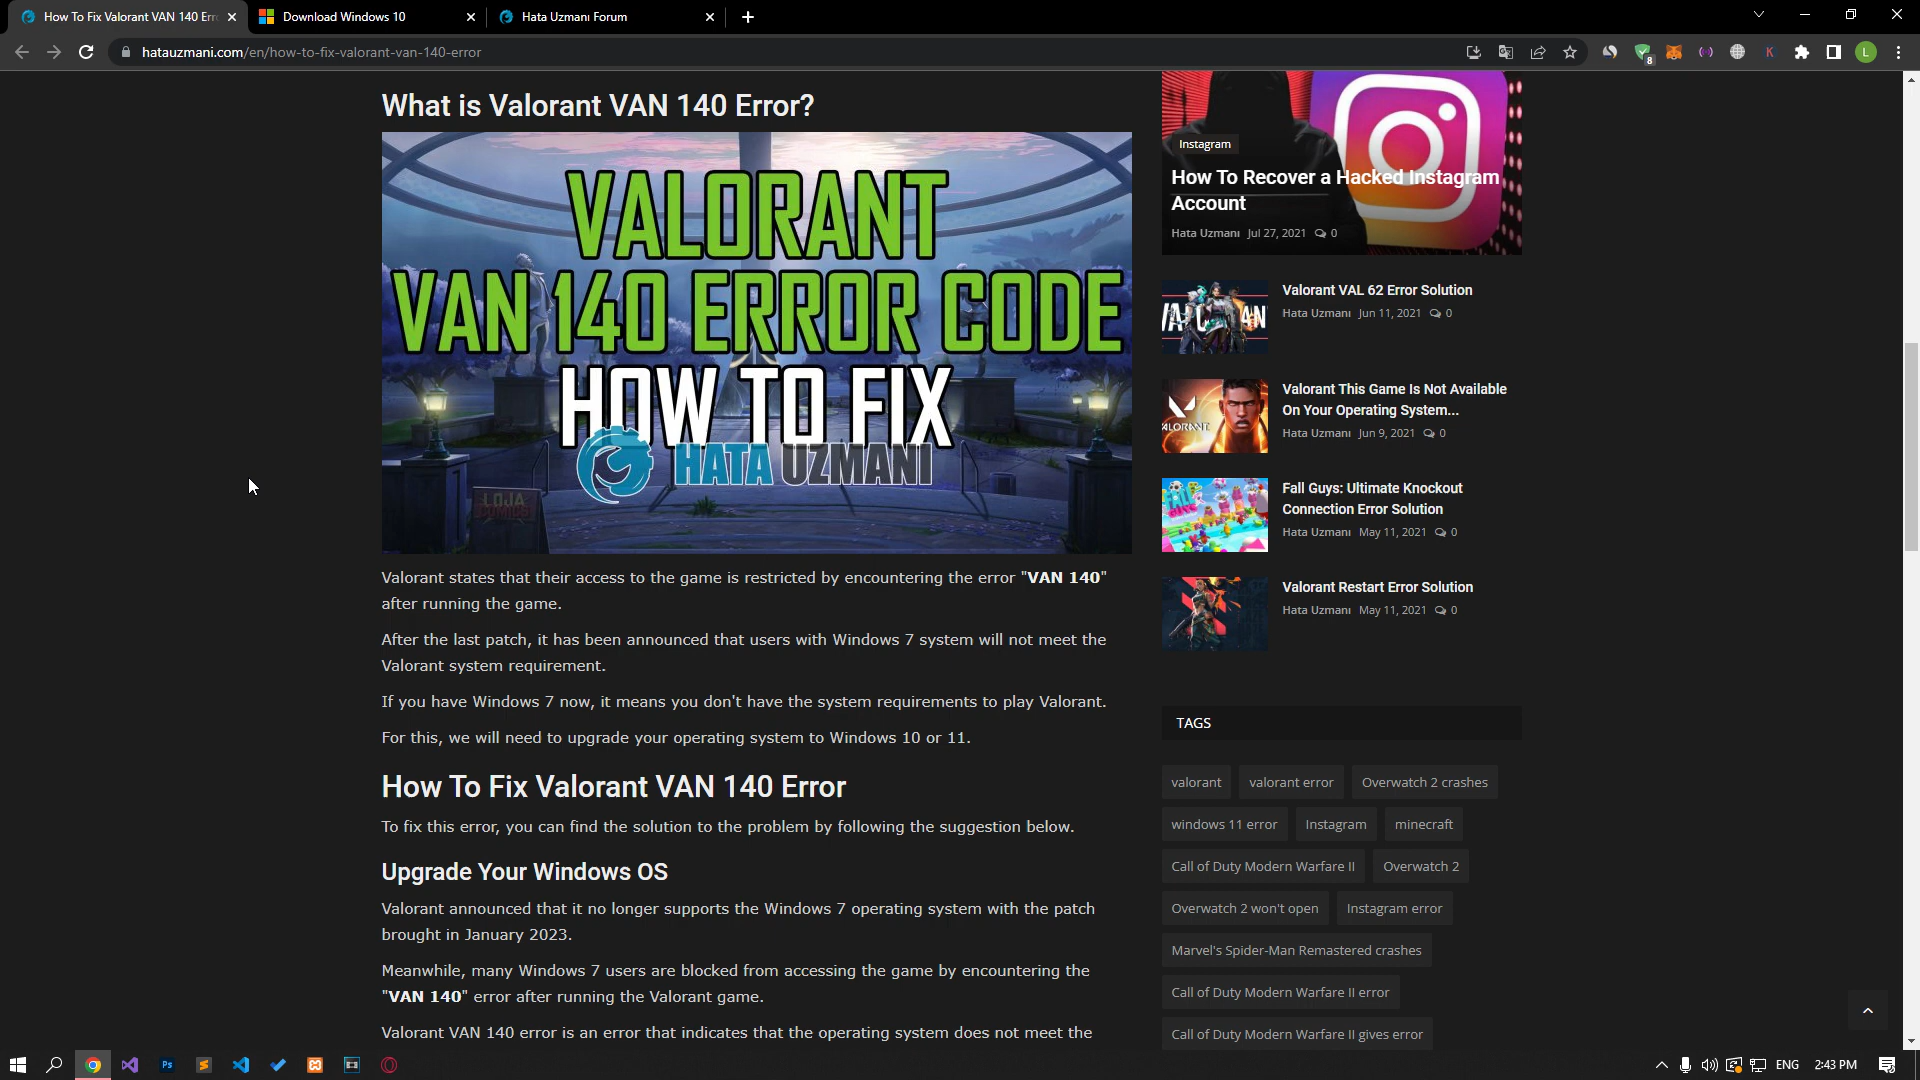 How To Fix Valorant VAN 140 Err
Download Windows 10
Hata Uzmanı Forum
hatauzmani.com/en/how-to-fix-valorant-van-140-error
8
K
L
What is Valorant VAN 140 Error?
VALORANT
VAN 140 ERROR CODE
HOW TO FIX
HATA UZMANI
LOJA
COMICS
Valorant states that their access to the game is restricted by encountering the error "VAN 140"
after running the game.
After the last patch, it has been announced that users with Windows 7 system will not meet the
Valorant system requirement.
If you have Windows 7 now, it means you don't have the system requirements to play Valorant.
For this, we will need to upgrade your operating system to Windows 10 or 11.
How To Fix Valorant VAN 140 Error
To fix this error, you can find the solution to the problem by following the suggestion below.
Upgrade Your Windows OS
Valorant announced that it no longer supports the Windows 7 operating system with the patch
brought in January 2023.
Meanwhile, many Windows 7 users are blocked from accessing the game by encountering the
"VAN 140" error after running the Valorant game.
Valorant VAN 140 error is an error that indicates that the operating system does not meet the
Instagram
How To Recover a Hacked Instagram
Account
Hata Uzmanı Jul 27, 2021 0
Valorant VAL 62 Error Solution
Hata Uzmanı Jun 11, 2021 0
Valorant This Game Is Not Available
On Your Operating System...
Hata Uzmanı Jun 9, 2021 0
Fall Guys: Ultimate Knockout
Connection Error Solution
Hata Uzmanı May 11, 2021 0
Valorant Restart Error Solution
Hata Uzmanı May 11, 2021 0
TAGS
valorant valorant error Overwatch 2 crashes
windows 11 error Instagram minecraft
Call of Duty Modern Warfare II Overwatch 2
Overwatch 2 won't open Instagram error
Marvel's Spider-Man Remastered crashes
Call of Duty Modern Warfare II error
Call of Duty Modern Warfare II gives error
Ps
ENG 2:43 PM